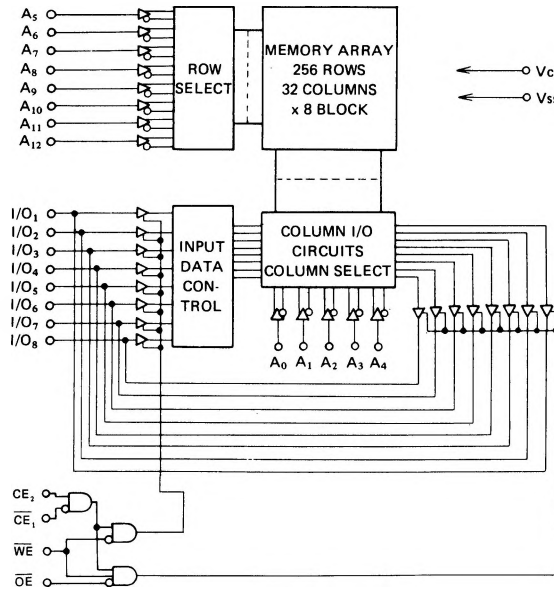 A5
A6
A7
A8
A9
A10
A11
A12
ROW
SELECT
MEMORY ARRAY
256 ROWS
32 COLUMNS
x 8 BLOCK
I/O1
I/O2
I/O3
I/O4
I/O5
I/O6
I/O7
I/O8
INPUT
DATA
CON-
TROL
COLUMN I/O
CIRCUITS
COLUMN SELECT
A0 A1 A2 A3 A4
CE2
CE1
WE
OE